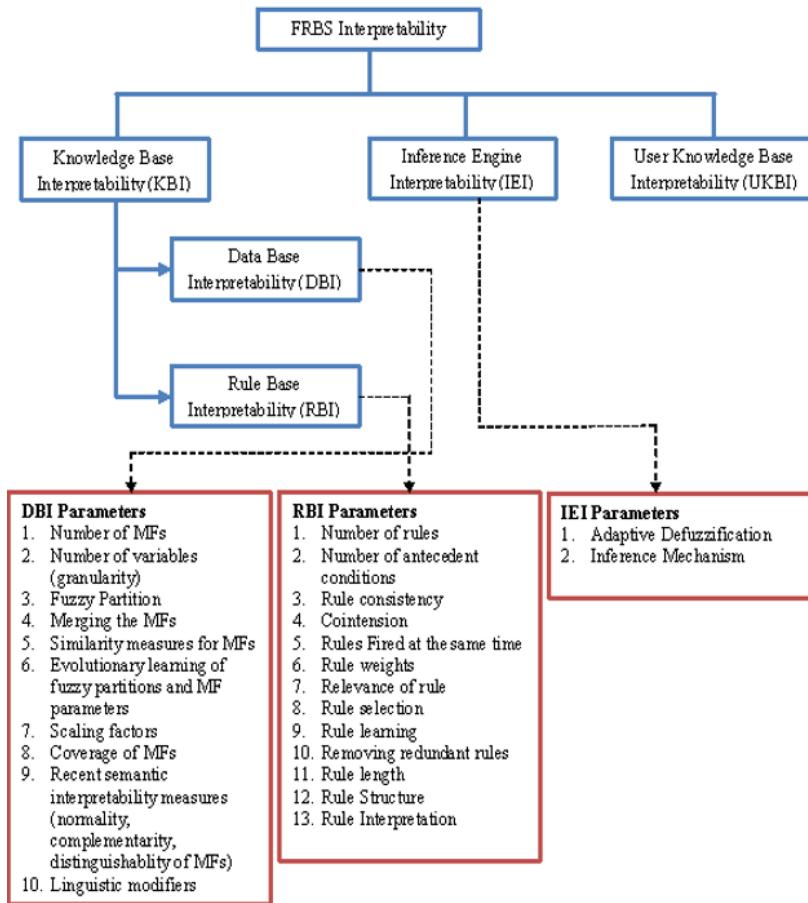 FRBS Interpretability
Knowledge Base
Interpretability (KBI)
Inference Engine
Interpretability (IEI)
User Knowledge Base
Interpretability (UKBI)
Data Base
Interpretability (DBI)
Rule Base
Interpretability (RBI)
DBI Parameters
1. Number of MFs
2. Number of variables
(granularity)
3. Fuzzy Partition
4. Merging the MFs
5. Similarity measures for MFs
6. Evolutionary learning of
fuzzy partitions and MF
parameters
7. Scaling factors
8. Coverage of MFs
9. Recent semantic
interpretability measures
(normality,
complementarity,
distinguishablity of MFs)
10. Linguistic modifiers
RBI Parameters
1. Number of rules
2. Number of antecedent
conditions
3. Rule consistency
4. Cointension
5. Rules Fired at the same time
6. Rule weights
7. Relevance of rule
8. Rule selection
9. Rule learning
10. Removing redundant rules
11. Rule length
12. Rule Structure
13. Rule Interpretation
IEI Parameters
1. Adaptive Defuzzification
2. Inference Mechanism